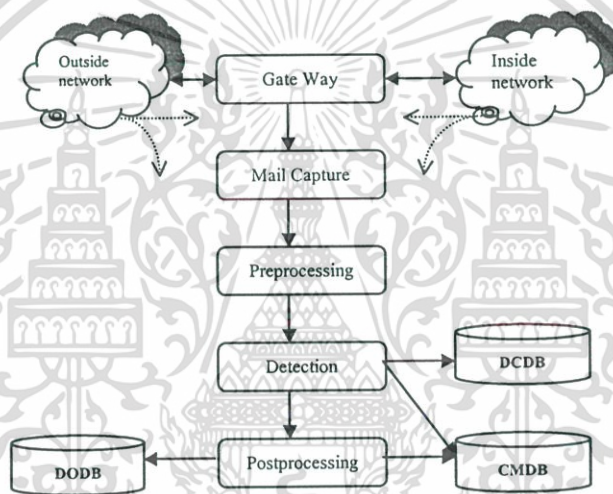 Outside
network
Gate Way
Inside
network
Mail Capture
Preprocessing
Detection
DCDB
DODB
Postprocessing
CMDB